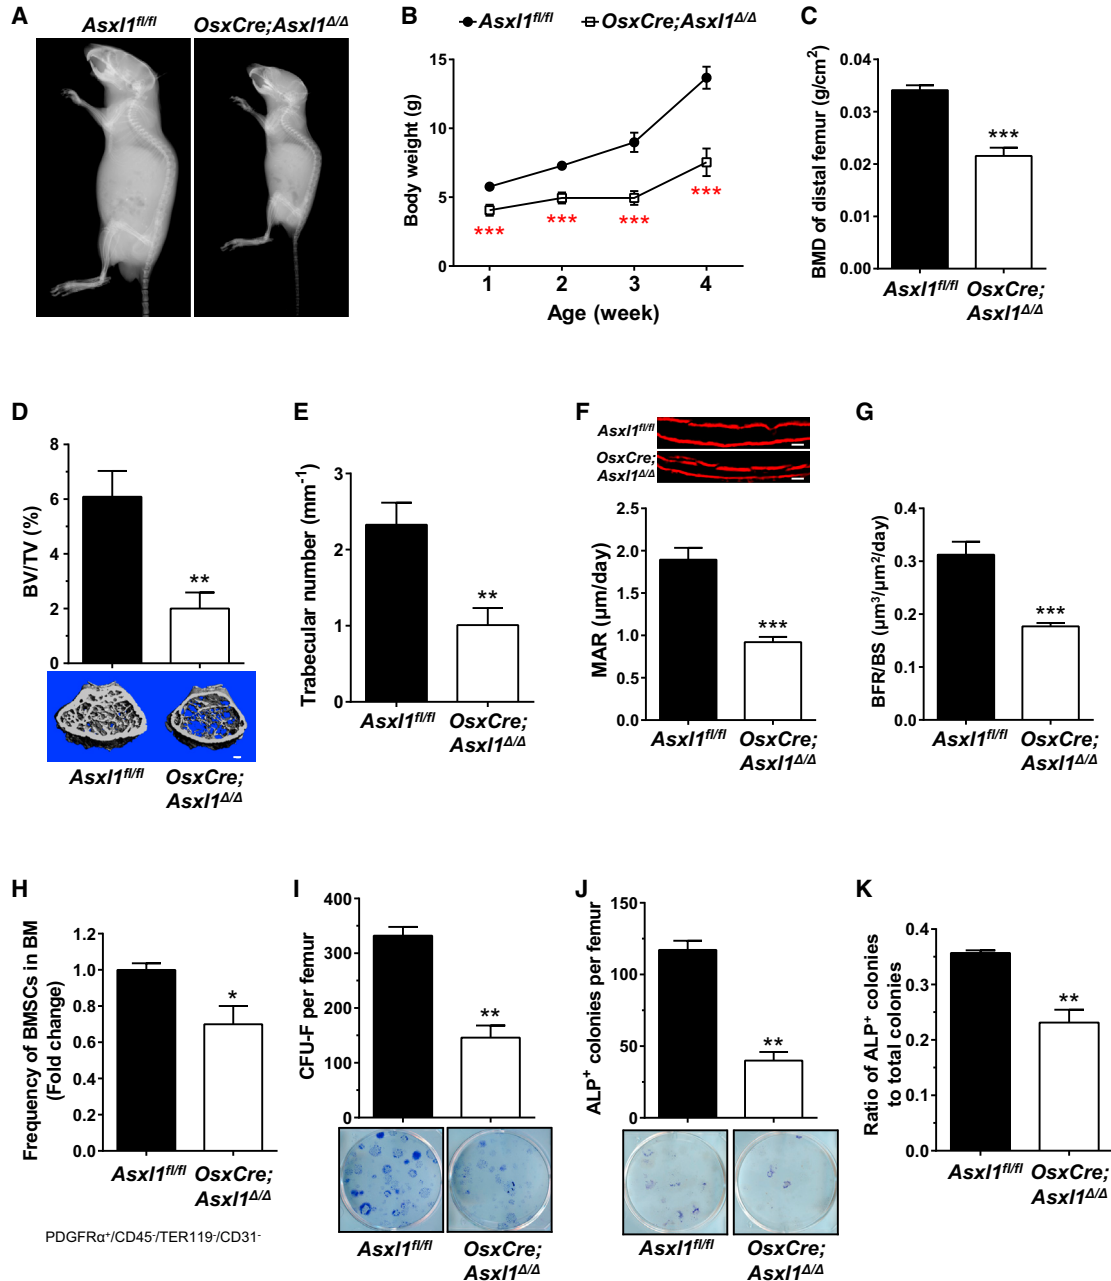 A
Asxl1fl/fl
OsxCre;Asxl1Δ/Δ
B
Asxl1fl/fl
OsxCre;Asxl1Δ/Δ
15
10
5
0
Body weight (g)
***
***
***
***
1 2 3 4
Age (week)
C
0.04
0.03
0.02
0.01
0.00
BMD of distal femur (g/cm2)
***
Asxl1fl/fl
OsxCre;
Asxl1Δ/Δ
D
8
6
4
2
0
BV/TV (%)
**
Asxl1fl/fl
OsxCre;
Asxl1Δ/Δ
E
3
2
1
0
Trabecular number (mm-1)
**
Asxl1fl/fl
OsxCre;
Asxl1Δ/Δ
F
Asxl1fl/fl
OsxCre;
Asxl1Δ/Δ
2.5
2.0
1.5
1.0
0.5
0.0
MAR (μm/day)
***
Asxl1fl/fl
OsxCre;
Asxl1Δ/Δ
G
0.4
0.3
0.2
0.1
0.0
BFR/BS (μm3/μm2/day)
***
Asxl1fl/fl
OsxCre;
Asxl1Δ/Δ
H
1.2
1.0
0.8
0.6
0.4
0.2
0.0
Frequency of BMSCs in BM
(Fold change)
*
Asxl1fl/fl
OsxCre;
Asxl1Δ/Δ
PDGFRα+/CD45-/TER119-/CD31-
I
400
300
200
100
0
CFU-F per femur
**
Asxl1fl/fl
OsxCre;
Asxl1Δ/Δ
J
150
100
50
0
ALP+ colonies per femur
**
Asxl1fl/fl
OsxCre;
Asxl1Δ/Δ
K
0.4
0.3
0.2
0.1
0.0
Ratio of ALP+ colonies
to total colonies
**
Asxl1fl/fl
OsxCre;
Asxl1Δ/Δ